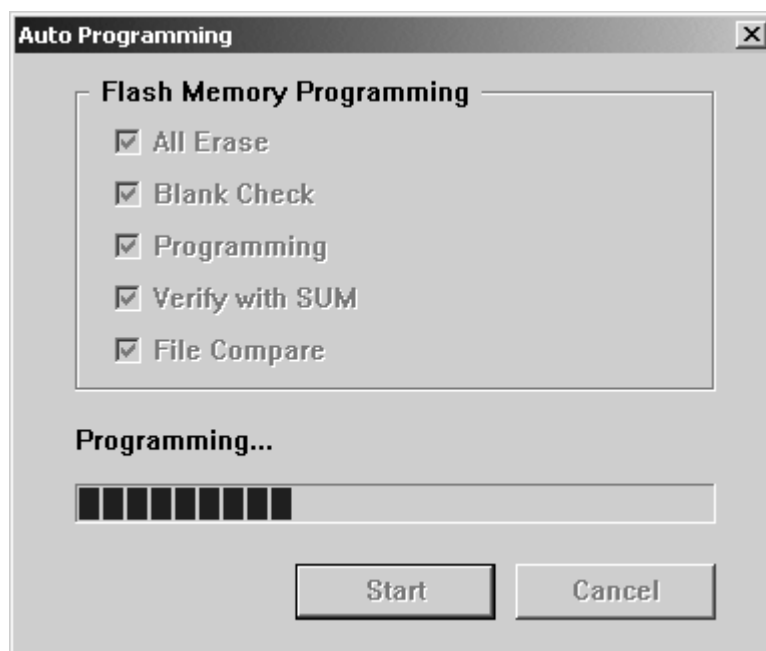 Auto Programming
Flash Memory Programming
All Erase
Blank Check
Programming
Verify with SUM
File Compare
Programming...
Start Cancel